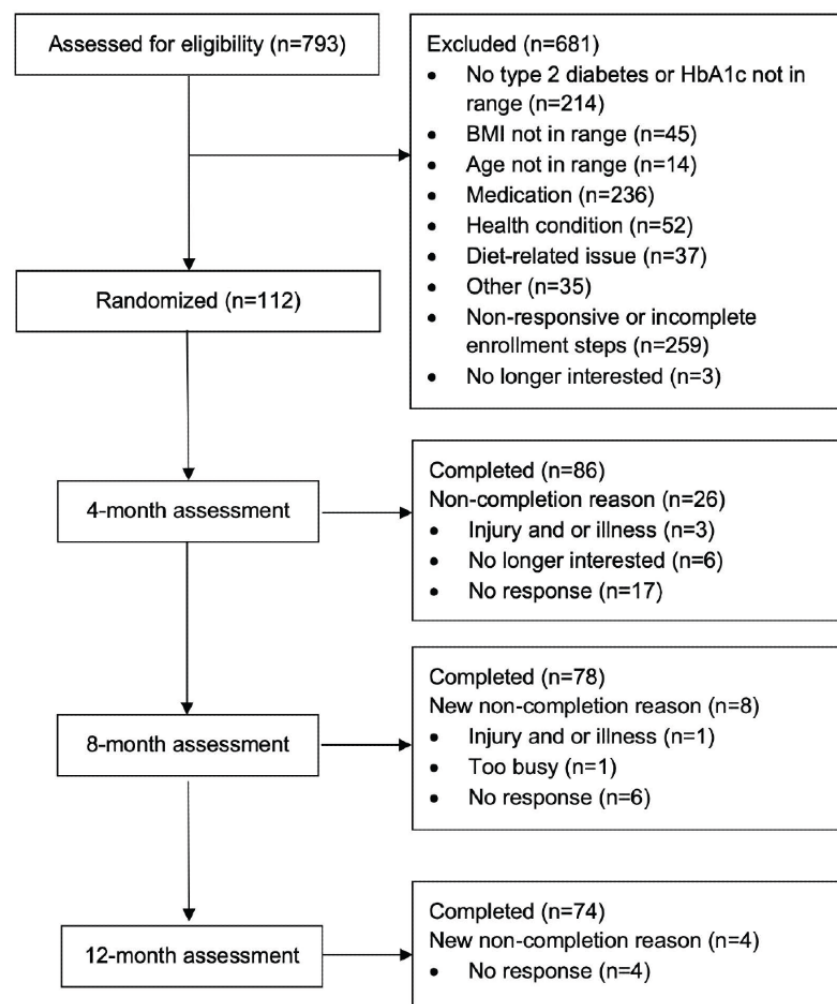 Assessed for eligibility (n=793)
Excluded (n=681)
• No type 2 diabetes or HbA1c not in
range (n=214)
• BMI not in range (n=45)
• Age not in range (n=14)
• Medication (n=236)
• Health condition (n=52)
• Diet-related issue (n=37)
• Other (n=35)
• Non-responsive or incomplete
enrollment steps (n=259)
• No longer interested (n=3)
Randomized (n=112)
4-month assessment
Completed (n=86)
Non-completion reason (n=26)
• Injury and or illness (n=3)
• No longer interested (n=6)
• No response (n=17)
8-month assessment
Completed (n=78)
New non-completion reason (n=8)
• Injury and or illness (n=1)
• Too busy (n=1)
• No response (n=6)
12-month assessment
Completed (n=74)
New non-completion reason (n=4)
• No response (n=4)